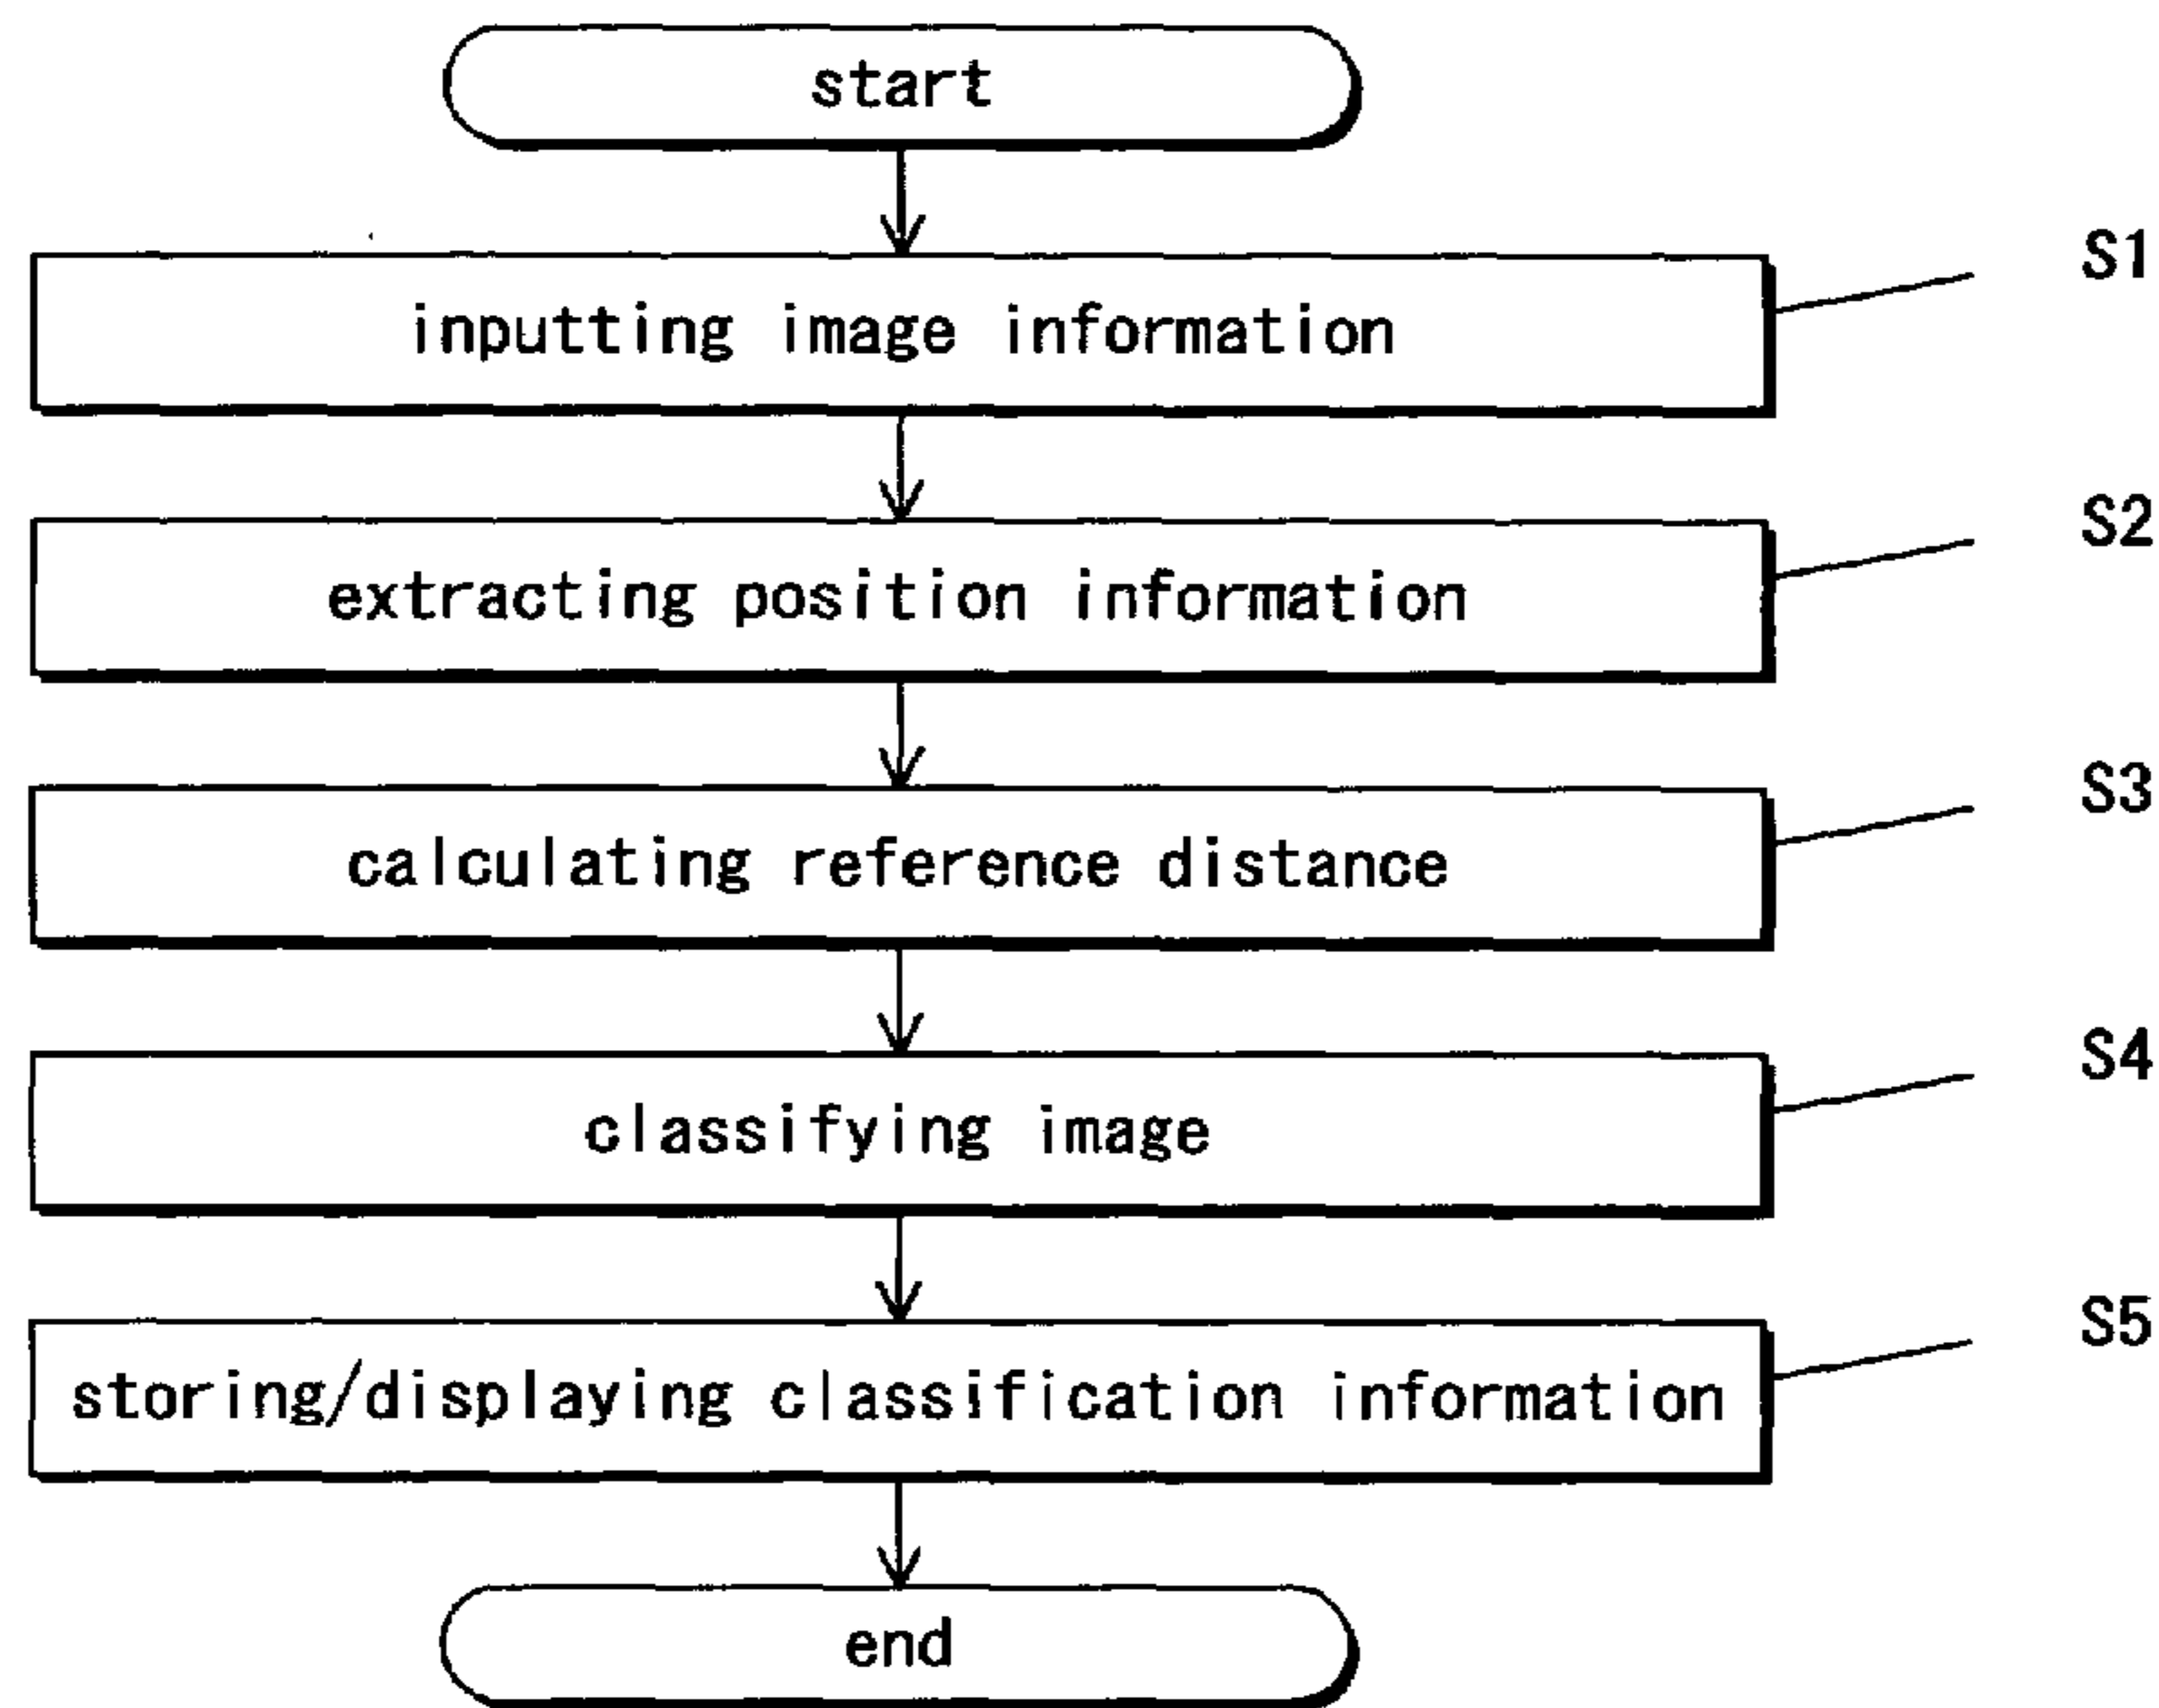 start
inputting image information
S1
extracting position information
S2
calculating reference distance
S3
classifying image
S4
storing/displaying classification information
S5
end